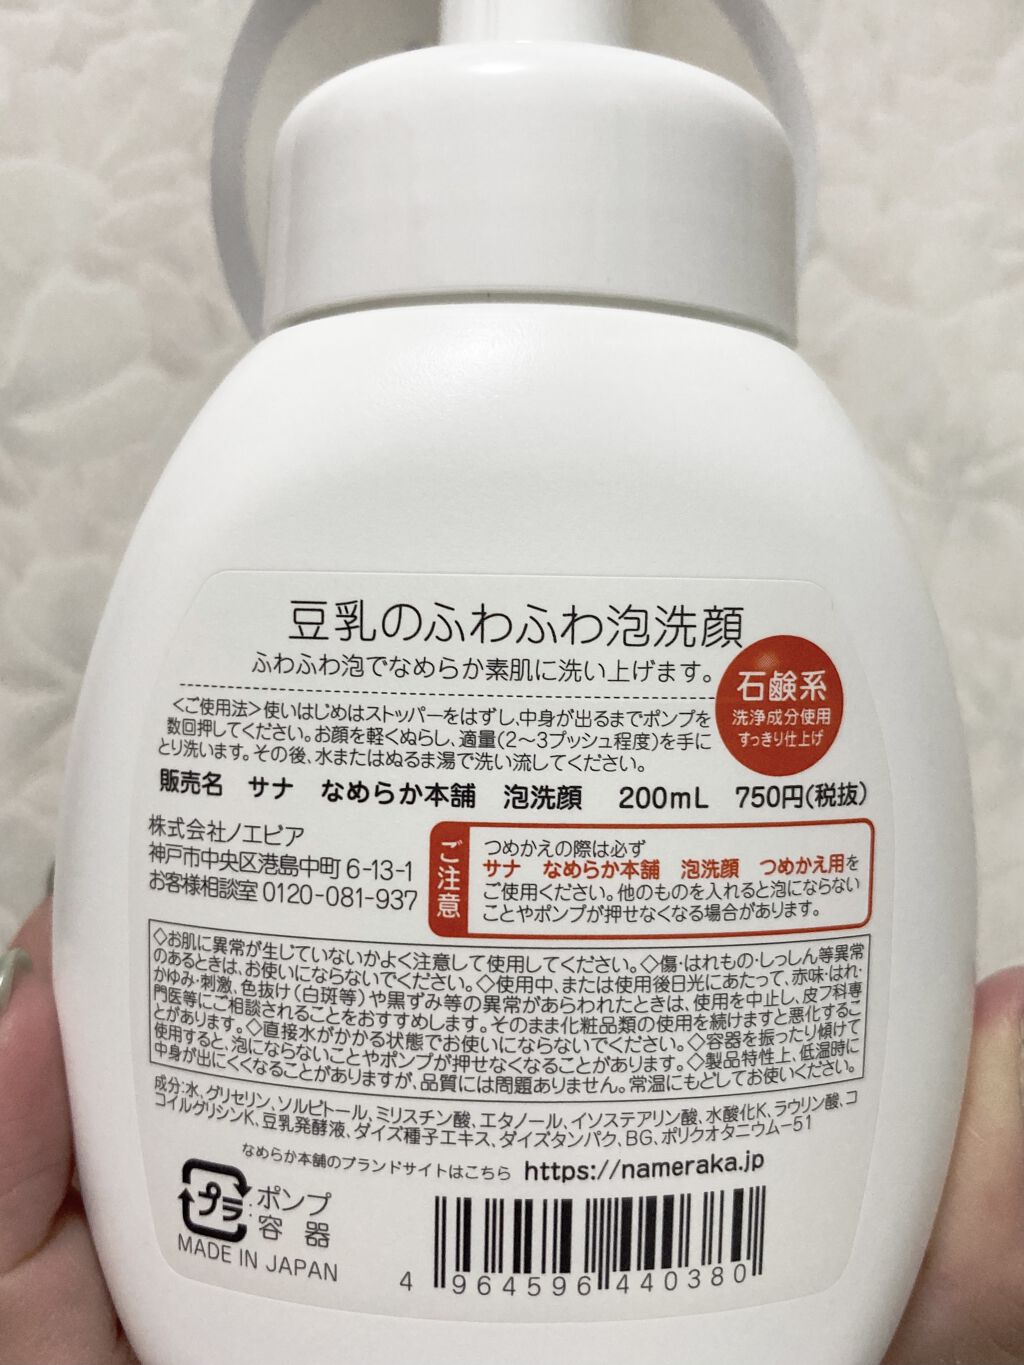 豆乳のふわふわ泡洗顔
ふわふわ泡でなめらか素肌に洗い上げます。
石鹸系
洗浄成分使用
すっきり仕上げ
<ご使用法>使いはじめはストッパーをはずし、中身が出るまでポンプを
数回押してください。お顔を軽くぬらし、適量(2〜3プッシュ程度)を手に
とり洗います。その後、水またはぬるま湯で洗い流してください。
販売名 サナ なめらか本舗 泡洗顔 200mL 750円(税抜)
株式会社ノエビア
神戸市中央区港島中町 6-13-1
お客様相談室 0120-081-937
ご注意
つめかえの際は必ず
サナ なめらか本舗 泡洗顔 つめかえ用を
ご使用ください。他のものを入れると泡にならない
ことやポンプが押せなくなる場合があります。
◇お肌に異常が生じていないかよく注意して使用してください。◇傷・はれもの・しっしん等異常
のあるときは、お使いにならないでください。◇使用中、または使用後日光にあたって、赤味・はれ・
かゆみ・刺激、色抜け(白斑等)や黒ずみ等の異常があらわれたときは、使用を中止し、皮フ科専
門医等にご相談されることをおすすめします。そのまま化粧品類の使用を続けますと悪化するこ
とがあります。◇直接水がかかる状態でお使いにならないでください。◇容器を振ったり傾けて
使用すると、泡にならないことやポンプが押せなくなることがあります。◇製品特性上、低温時に
中身が出にくくなることがありますが、品質には問題ありません。常温にもどしてお使いください。
成分:水、グリセリン、ソルビトール、ミリスチン酸、エタノール、イソステアリン酸、水酸化K、ラウリン酸、コ
コイルグリシンK、豆乳発酵液、ダイズ種子エキス、ダイズタンパク、BG、ポリクオタニウム-51
なめらか本舗のブランドサイトはこちら https://nameraka.jp
プラ:ポンプ
容器
MADE IN JAPAN
4 964596 440380